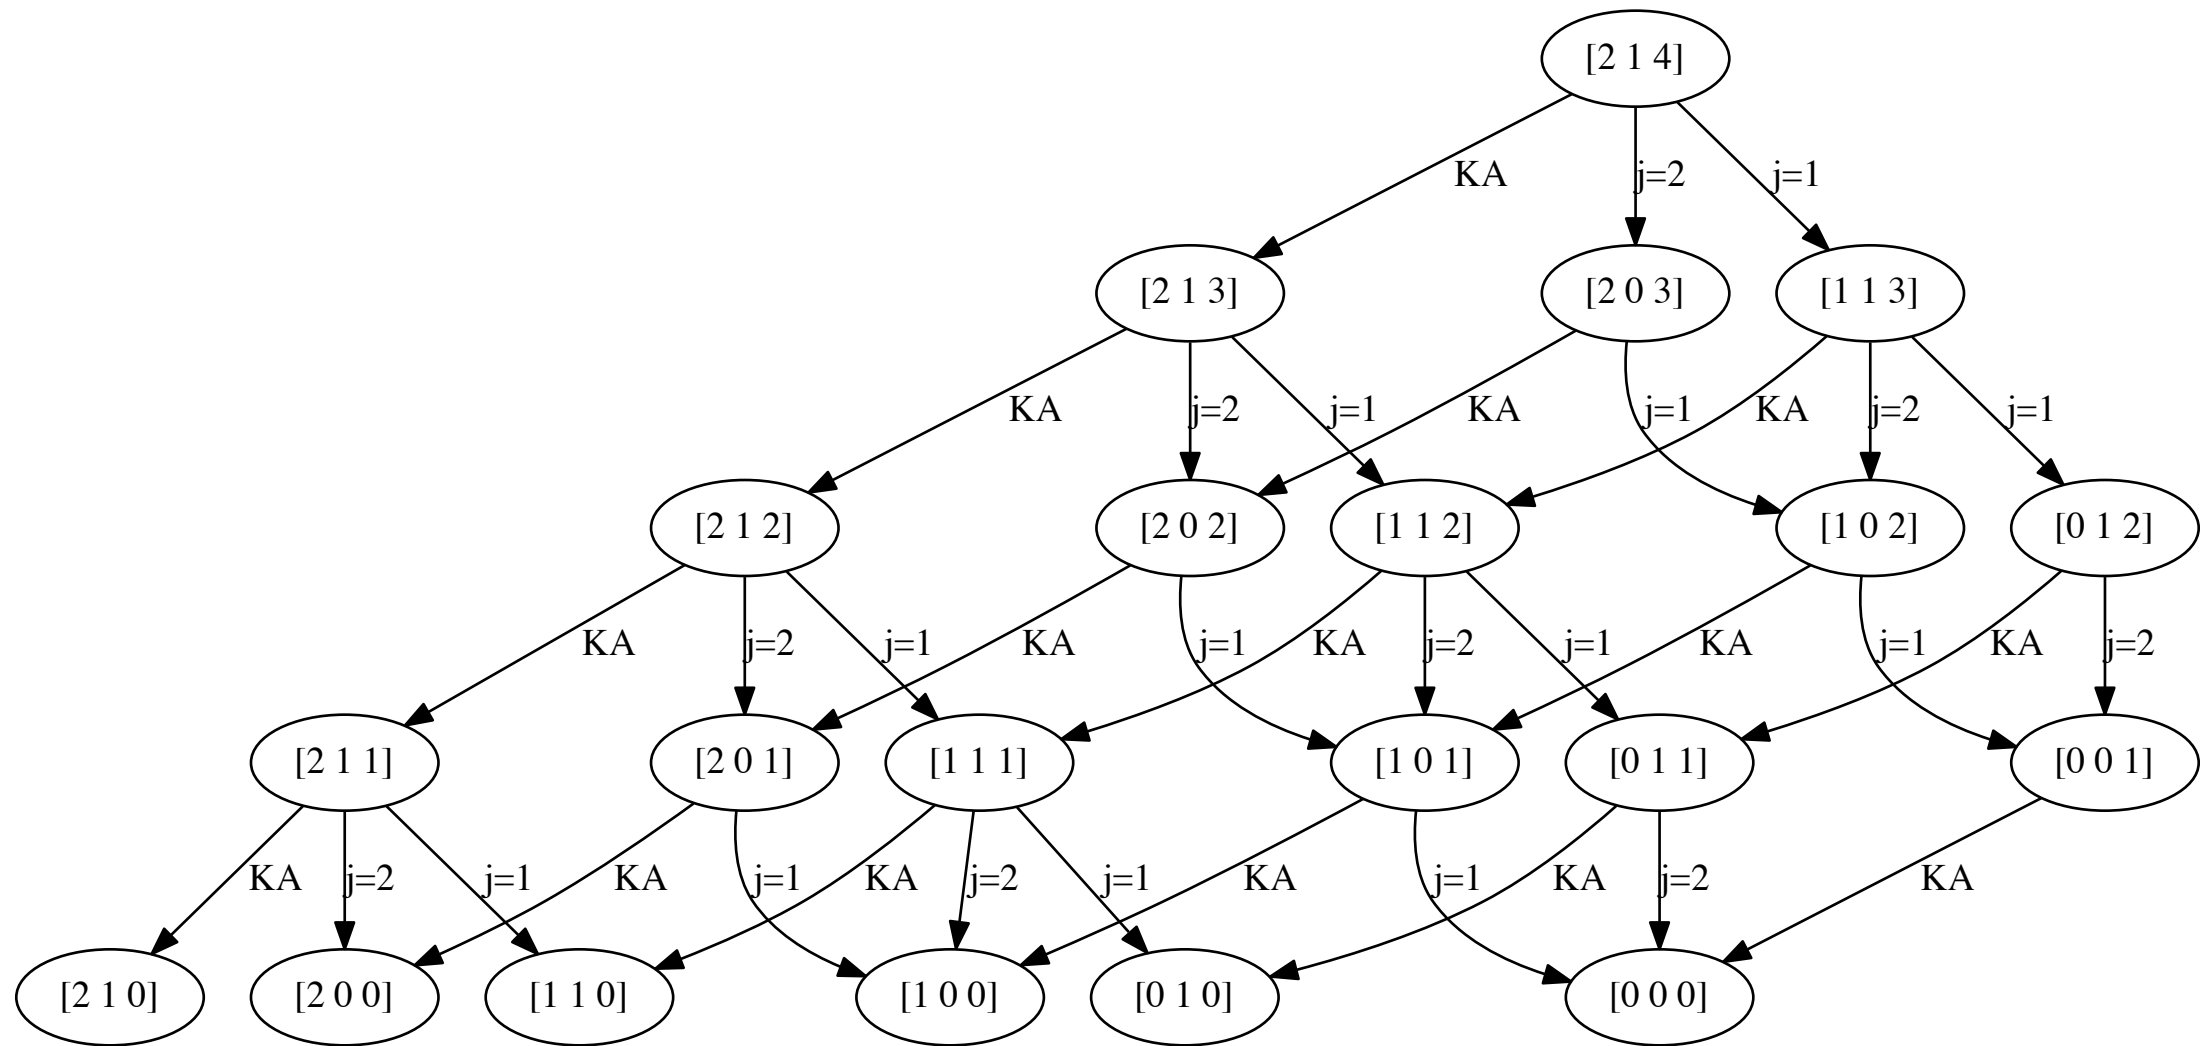 [2 1 4]
KA
j=2
j=1
[2 1 3]
[2 0 3]
[1 1 3]
KA
j=2
j=1
KA
j=1
KA
j=2
j=1
[2 1 2]
[2 0 2]
[1 1 2]
[1 0 2]
[0 1 2]
KA
j=2
j=1
KA
j=1
KA
j=2
j=1
KA
j=1
KA
j=2
[2 1 1]
[2 0 1]
[1 1 1]
[1 0 1]
[0 1 1]
[0 0 1]
KA
j=2
j=1
KA
j=1
KA
j=2
j=1
KA
j=1
KA
j=2
KA
[2 1 0]
[2 0 0]
[1 1 0]
[1 0 0]
[0 1 0]
[0 0 0]